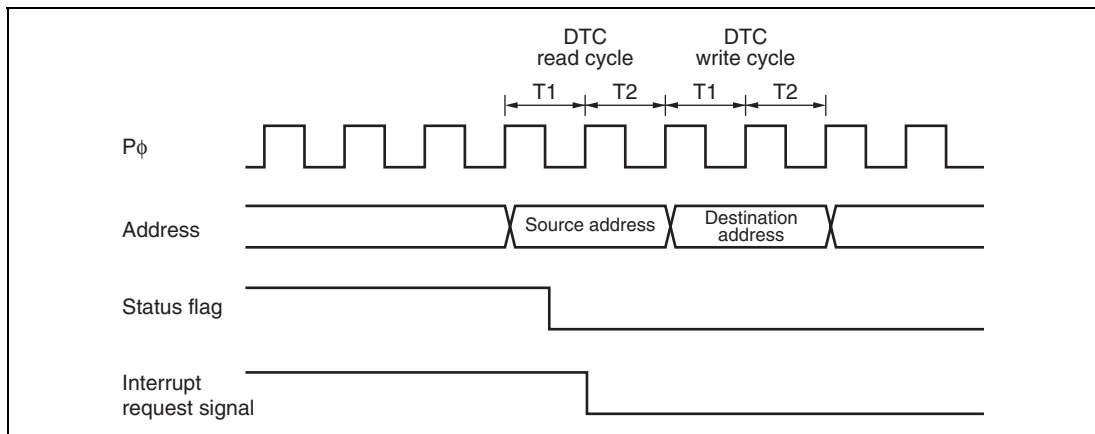 DTC
read cycle
DTC
write cycle
T1 T2 T1 T2
Pφ
Address
Source address
Destination
address
Status flag
Interrupt
request signal